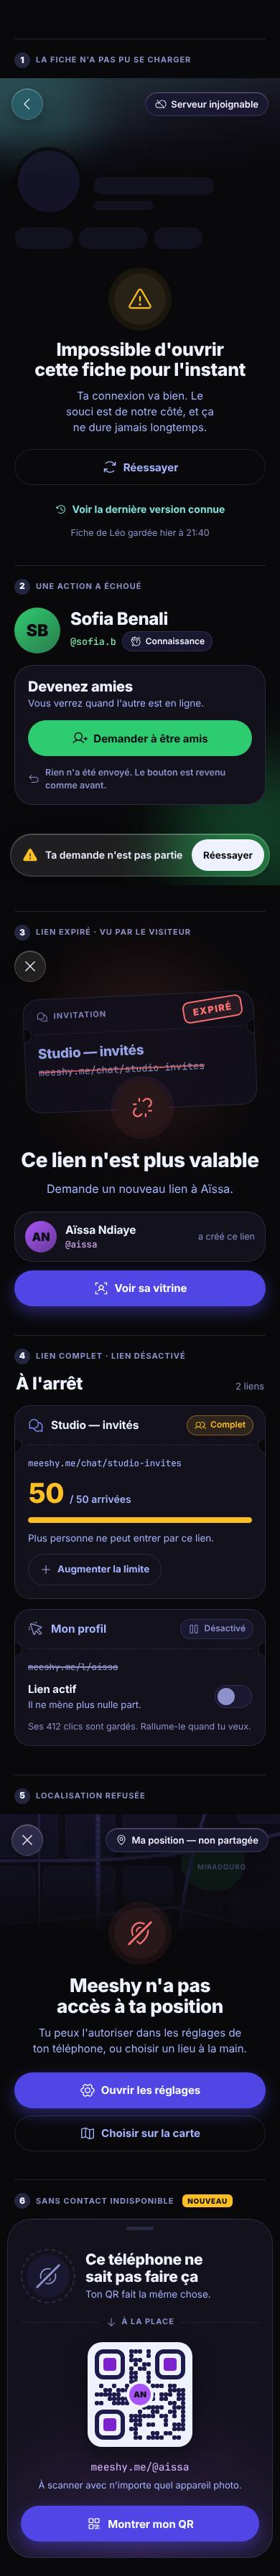 1 LA FICHE N'A PAS PU SE CHARGER
Serveur injoignable
Impossible d'ouvrir
cette fiche pour l'instant
Ta connexion va bien. Le
souci est de notre côté, et ça
ne dure jamais longtemps.
Réessayer
Voir la dernière version connue
Fiche de Léo gardée hier à 21:40
2 UNE ACTION A ÉCHOUÉ
SB
Sofia Benali
@sofia.b Connaissance
Devenez amies
Vous verrez quand l'autre est en ligne.
Demander à être amis
Rien n'a été envoyé. Le bouton est revenu
comme avant.
Ta demande n'est pas partie Réessayer
3 LIEN EXPIRÉ · VU PAR LE VISITEUR
INVITATION
EXPIRÉ
Studio — invités
meeshy.me/chat/studio-invites
Ce lien n'est plus valable
Demande un nouveau lien à Aïssa.
AN
Aïssa Ndiaye
@aissa
a créé ce lien
Voir sa vitrine
4 LIEN COMPLET · LIEN DÉSACTIVÉ
À l'arrêt
2 liens
Studio — invités Complet
meeshy.me/chat/studio-invites
50 / 50 arrivées
Plus personne ne peut entrer par ce lien.
Augmenter la limite
Mon profil Désactivé
meeshy.me/l/aissa
Lien actif
Il ne mène plus nulle part.
Ses 412 clics sont gardés. Rallume-le quand tu veux.
5 LOCALISATION REFUSÉE
Ma position — non partagée
MIRADOURO
Meeshy n'a pas
accès à ta position
Tu peux l'autoriser dans les réglages de
ton téléphone, ou choisir un lieu à la main.
Ouvrir les réglages
Choisir sur la carte
6 SANS CONTACT INDISPONIBLE NOUVEAU
Ce téléphone ne
sait pas faire ça
Ton QR fait la même chose.
À LA PLACE
AN
meeshy.me/@aissa
À scanner avec n'importe quel appareil photo.
Montrer mon QR